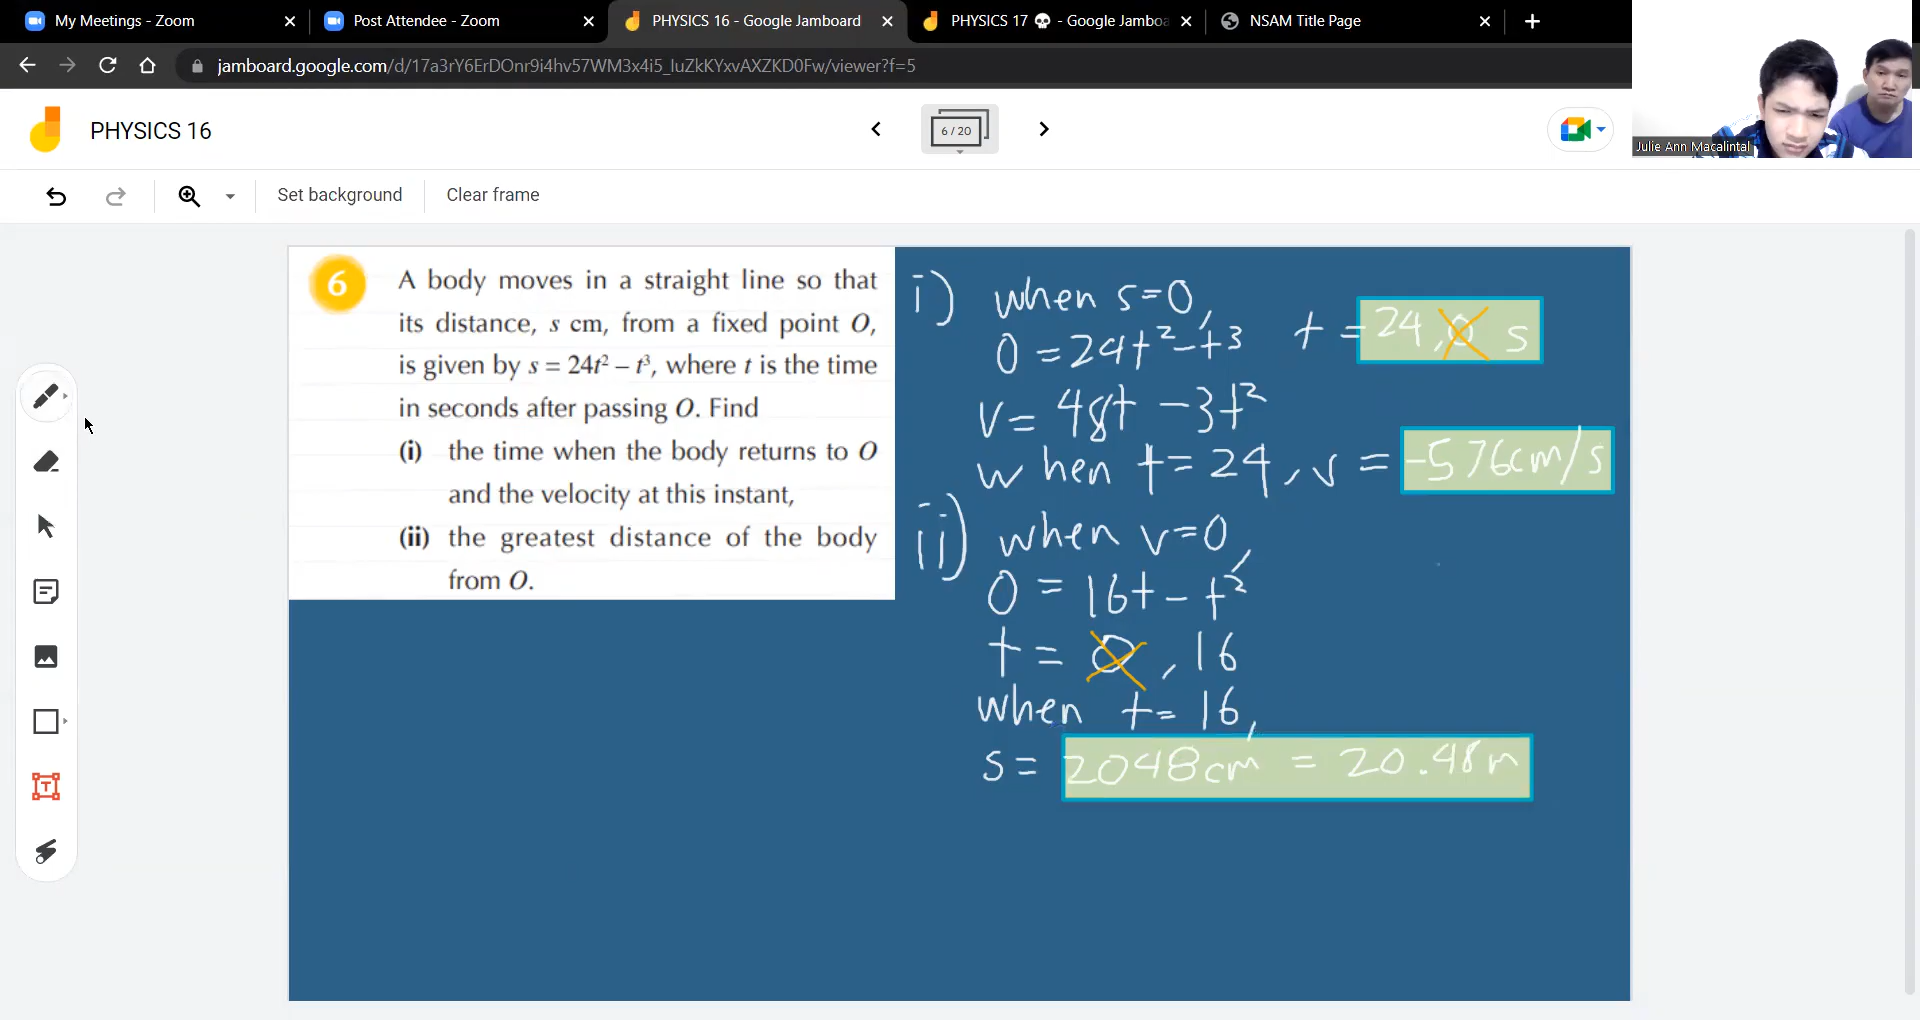 My Meetings - Zoom
Post Attendee - Zoom
PHYSICS 16 - Google Jamboard
PHYSICS 17 💀 - Google Jamboa
NSAM Title Page
jamboard.google.com/d/17a3rY6ErDOnr9i4hv57WM3x4i5_IuZkKYxvAXZKD0Fw/viewer?f=5
PHYSICS 16
6 / 20
Julie Ann Macalintal
Set background
Clear frame
6
A body moves in a straight line so that
its distance, s cm, from a fixed point O,
is given by s = 24t² – t³, where t is the time
in seconds after passing O. Find
(i) the time when the body returns to O
and the velocity at this instant,
(ii) the greatest distance of the body
from O.
i) when s=0,
0 = 24t² - t³ t = 24, 0 s
v = 48t - 3t²
when t = 24, v = -576cm/s
ii) when v=0,
0 = 16t - t²
t = 0, 16
when t = 16,
s = 2048cm = 20.48m